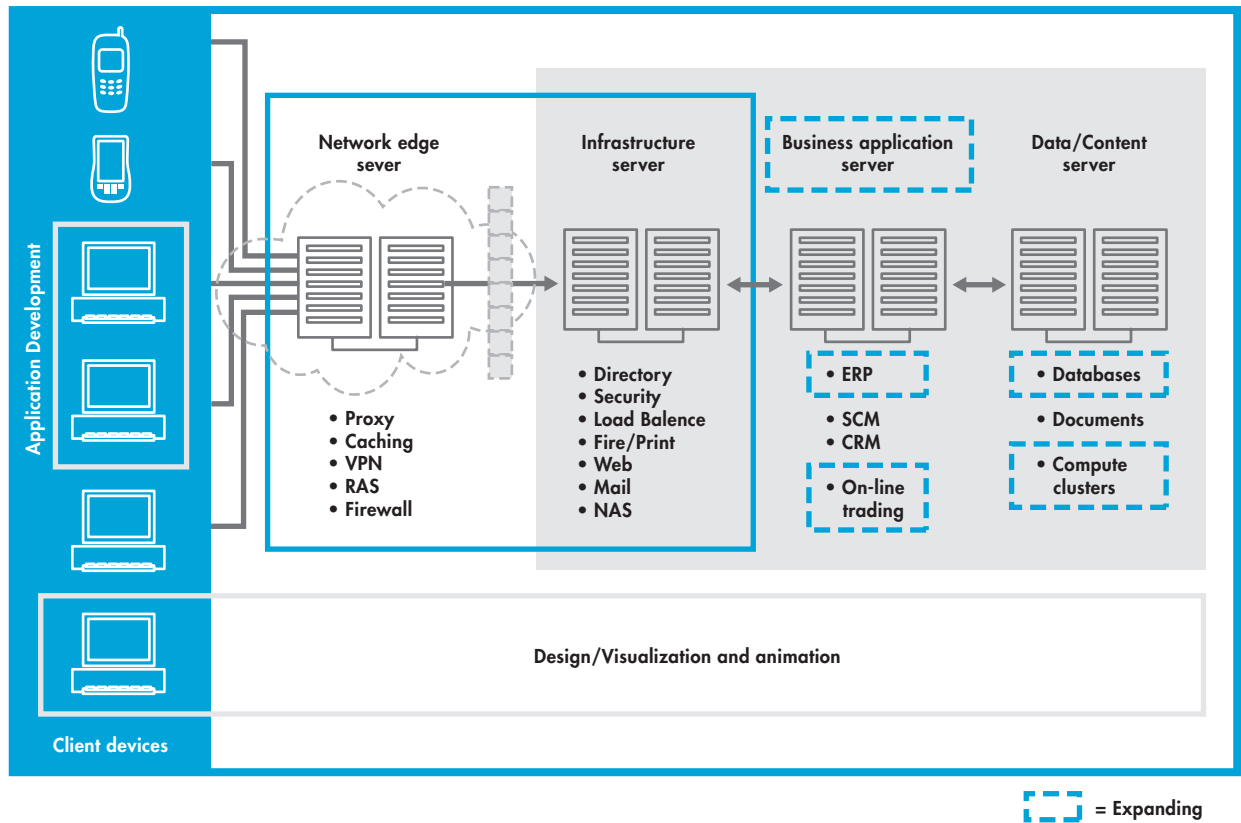 Application Development
Client devices
Network edge
sever
• Proxy
• Caching
• VPN
• RAS
• Firewall
Infrastructure
server
• Directory
• Security
• Load Balence
• Fire/Print
• Web
• Mail
• NAS
Business application
server
• ERP
• SCM
• CRM
• On-line
trading
Data/Content
server
• Databases
• Documents
• Compute
clusters
Design/Visualization and animation
= Expanding